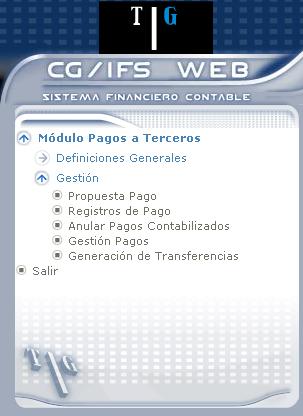 T|G
CG/IFS WEB
SISTEMA FINANCIERO CONTABLE
Módulo Pagos a Terceros
Definiciones Generales
Gestión
Propuesta Pago
Registros de Pago
Anular Pagos Contabilizados
Gestión Pagos
Generación de Transferencias
Salir
T/G